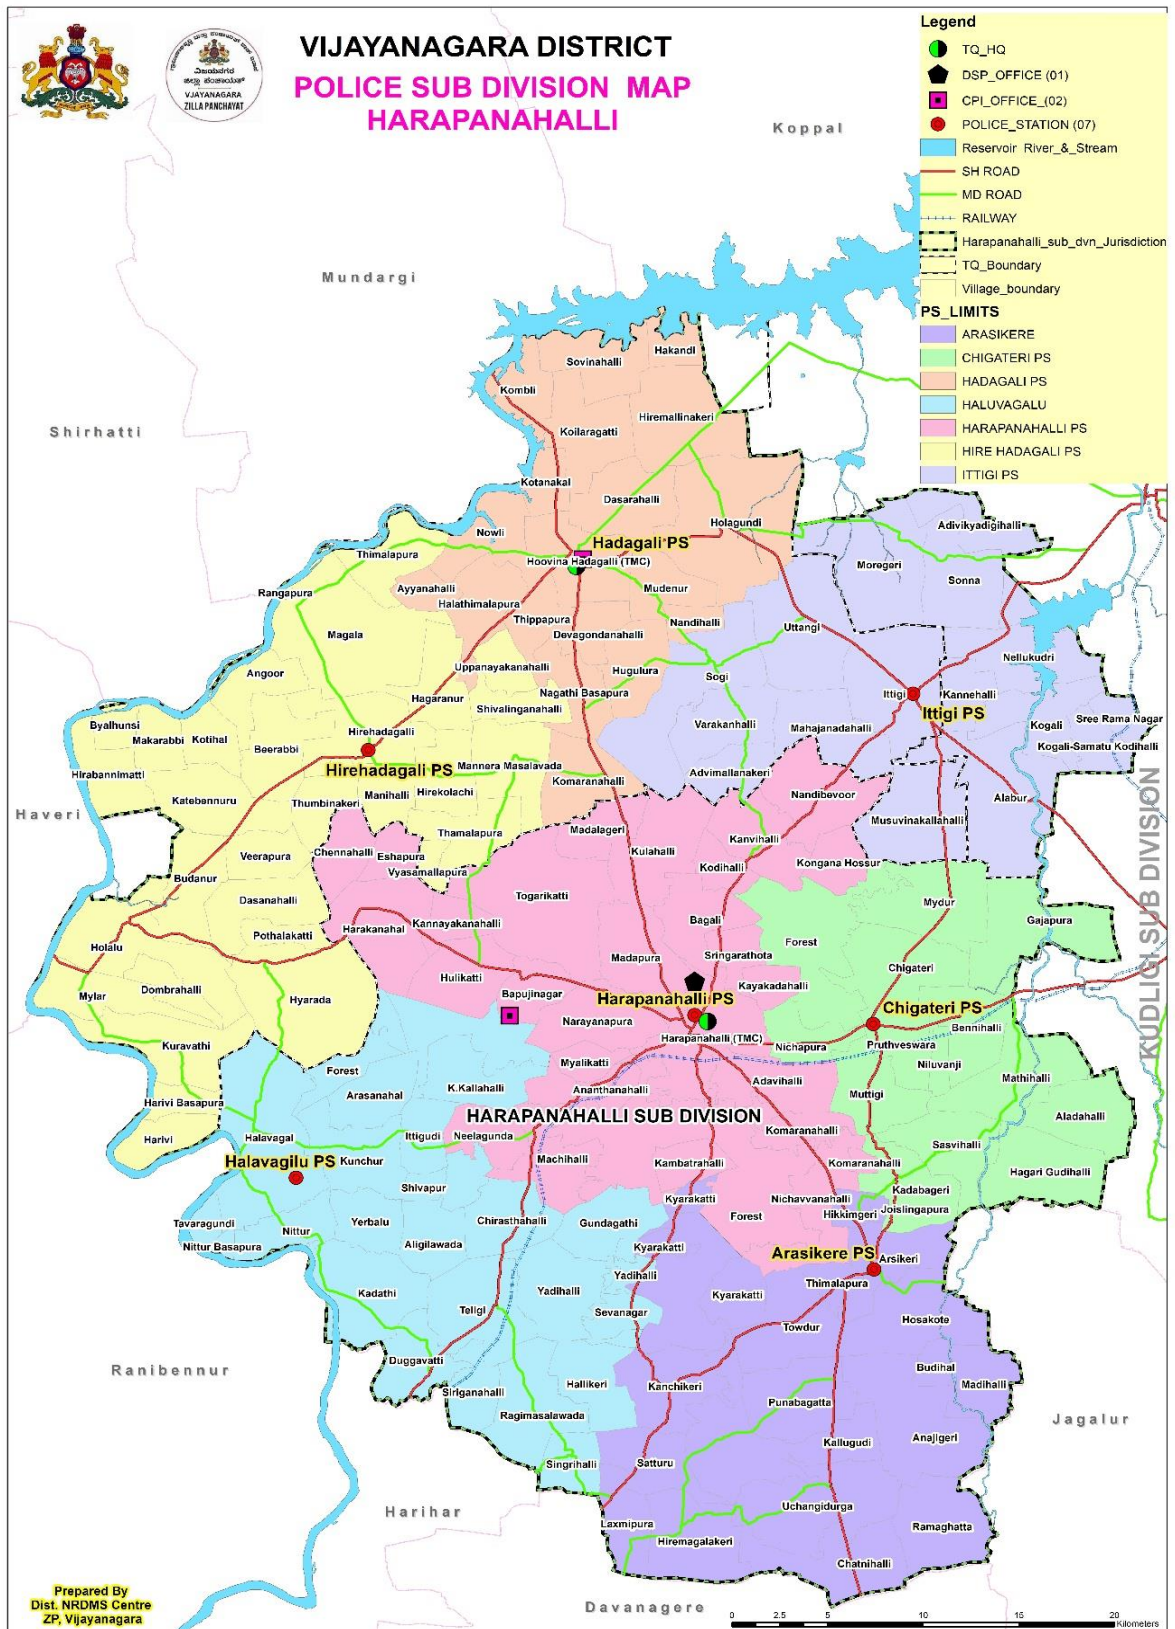 VIJAYANAGARA DISTRICT
POLICE SUB DIVISION MAP
HARAPANAHALLI
VIJAYANAGARA
ZILLA PANCHAYAT
Legend
TQ_HQ
DSP_OFFICE (01)
CPI_OFFICE_(02)
POLICE_STATION (07)
Reservoir River_&_Stream
SH ROAD
MD ROAD
RAILWAY
Harapanahalli_sub_dvn_Jurisdiction
TQ_Boundary
Village_boundary
PS_LIMITS
ARASIKERE
CHIGATERI PS
HADAGALI PS
HALUVAGALU
HARAPANAHALLI PS
HIRE HADAGALI PS
ITTIGI PS
Koppal
Mundargi
Shirhatti
Haveri
Ranibennur
Harihar
Davanagere
Jagalur
KUDLIGI SUB DIVISION
Hakandi
Sovinahalli
Kombli
Hiremallinakeri
Koilaragatti
Kotanakal
Dasarahalli
Holagundi
Adivikyadigihalli
Nowli
Hadagali PS
Thimalapura
Hoovina Hadagalli (TMC)
Moregeri
Sonna
Rangapura
Ayyanahalli
Mudenur
Halathimalapura
Thippapura
Nandihalli
Uttangi
Magala
Devagondanahalli
Nellukudri
Angoor
Uppanayakanahalli
Hugulura
Sogi
Hagaranur
Nagathi Basapura
Ittigi
Kannehalli
Shivalinganahalli
Ittigi PS
Byalhunsi
Makarabbi
Kotihal
Varakanhalli
Mahajanadahalli
Kogali
Sree Rama Nagar
Hirehadagalli
Beerabbi
Kogali-Samatu Kodihalli
Hirehadagali PS
Mannera Masalavada
Advimallanakeri
Hirabannimatti
Komaranahalli
Katebennuru
Thumbinakeri
Manihalli
Hirekolachi
Nandibevoor
Alabur
Musuvinakallahalli
Thamalapura
Madalageri
Kulahalli
Kanvihalli
Chennahalli
Eshapura
Veerapura
Vyasamallapura
Kodihalli
Kongana Hossur
Budanur
Togarikatti
Dasanahalli
Mydur
Kannayakanahalli
Bagali
Gajapura
Harakanahal
Pothalakatti
Holalu
Forest
Madapura
Sringarathota
Chigateri
Hulikatti
Kayakadahalli
Dombrahalli
Mylar
Hyarada
Bapujinagar
Harapanahalli PS
Chigateri PS
Narayanapura
Bennihalli
Kuravathi
Harapanahalli (TMC)
Nichapura
Pruthveswara
Myalikatti
Niluvanji
Forest
Adavihalli
Mathihalli
Arasanahal
K.Kallahalli
Ananthanahalli
Muttigi
Harivi Basapura
HARAPANAHALLI SUB DIVISION
Aladahalli
Harivi
Halavagal
Ittigudi
Neelagunda
Komaranahalli
Sasvihalli
Halavagilu PS
Kunchur
Machihalli
Kambatrahalli
Komaranahalli
Hagari Gudihalli
Shivapur
Kadabageri
Kyarakatti
Nichavvanahalli
Joislingapura
Tavaragundi
Yerbalu
Chirasthahalli
Gundagathi
Forest
Hikkimgeri
Nittur
Nittur Basapura
Aligilawada
Kyarakatti
Arasikere PS
Arsikeri
Yadihalli
Thimalapura
Kadathi
Yadihalli
Kyarakatti
Teligi
Sevanagar
Hosakote
Towdur
Duggavatti
Budihal
Hallikeri
Kanchikeri
Madihalli
Siriganahalli
Punabagatta
Ragimasalawada
Anajigeri
Kallugudi
Singrihalli
Satturu
Uchangidurga
Laxmipura
Ramaghatta
Hiremagalakeri
Chatnihalli
Prepared By
Dist. NRDMS Centre
ZP, Vijayanagara
0 2.5 5 10 15 20
Kilometers